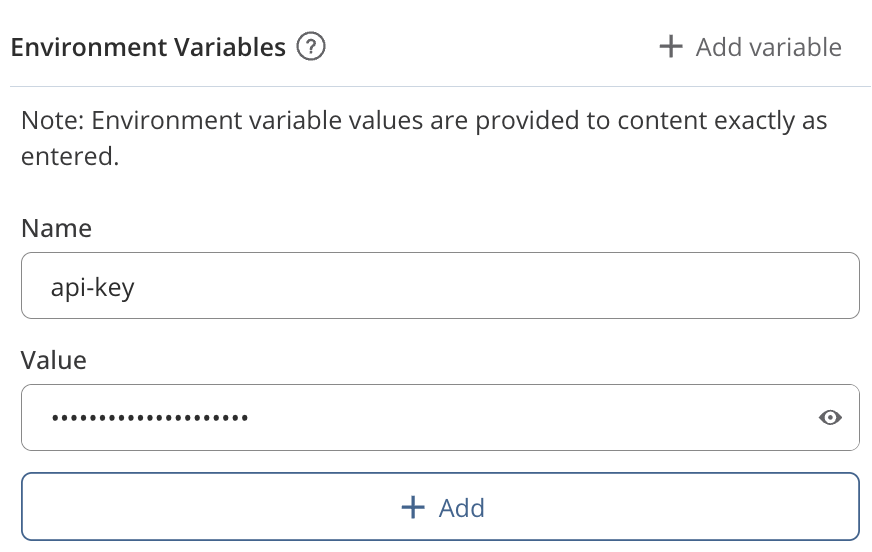 Environment Variables ?
+ Add variable
Note: Environment variable values are provided to content exactly as
entered.
Name
api-key
Value
•••••••••••••••••••••
+ Add